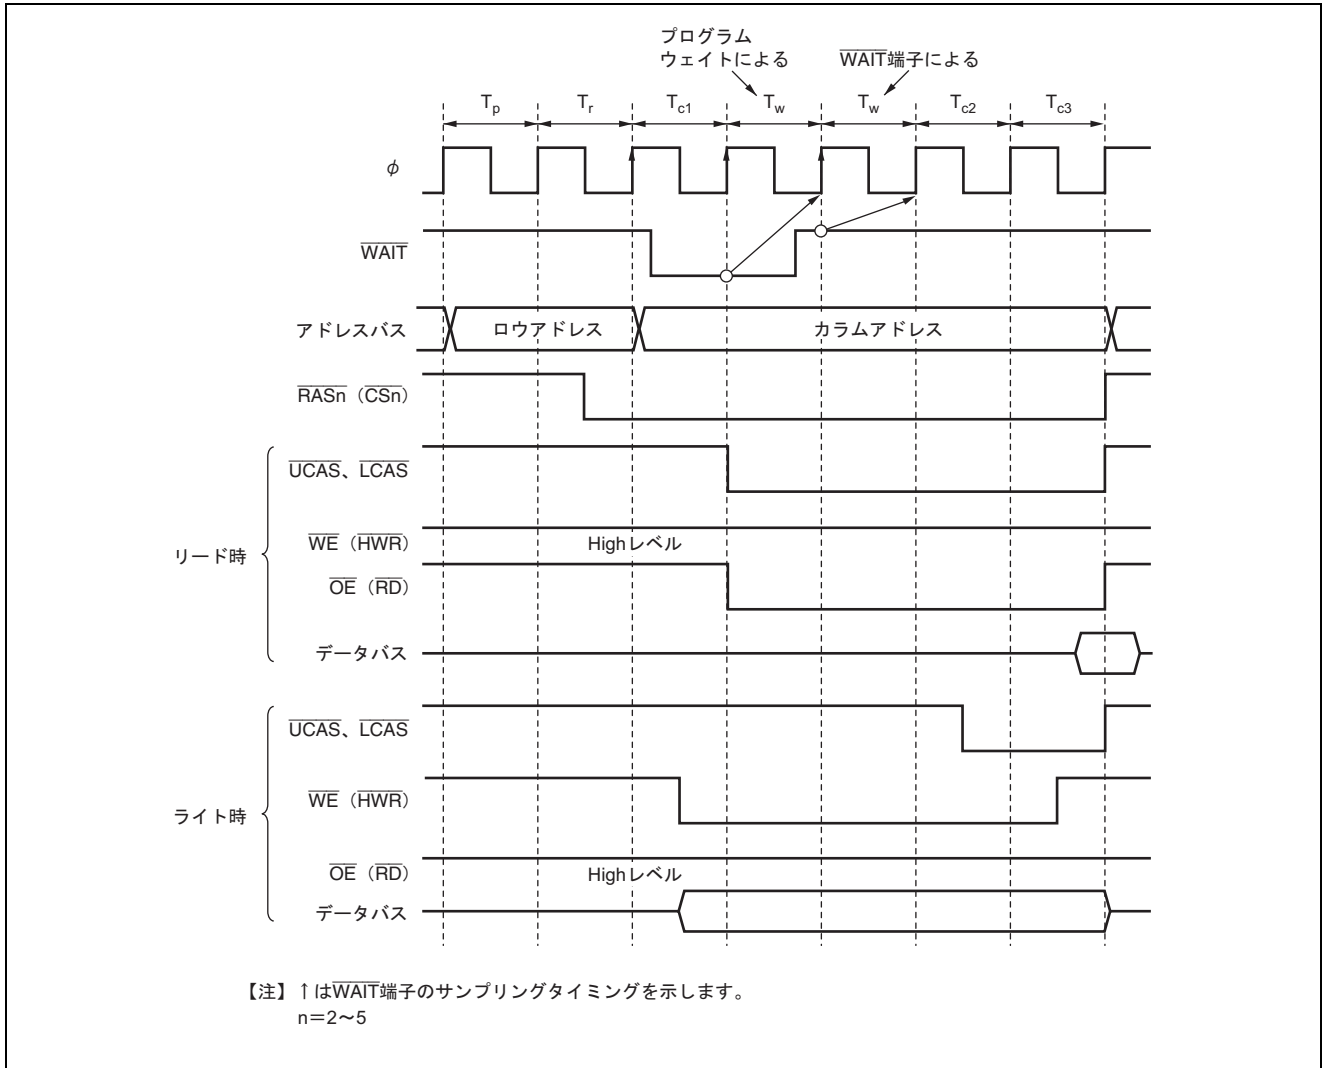 プログラム
ウェイトによる
WAIT端子による
Tp Tr Tc1 Tw Tw Tc2 Tc3
φ
WAIT
アドレスバス ロウアドレス カラムアドレス
RASn（CSn）
リード時
UCAS、LCAS
WE（HWR） Highレベル
OE（RD）
データバス
ライト時
UCAS、LCAS
WE（HWR）
OE（RD） Highレベル
データバス
【注】↑はWAIT端子のサンプリングタイミングを示します。
n＝2～5